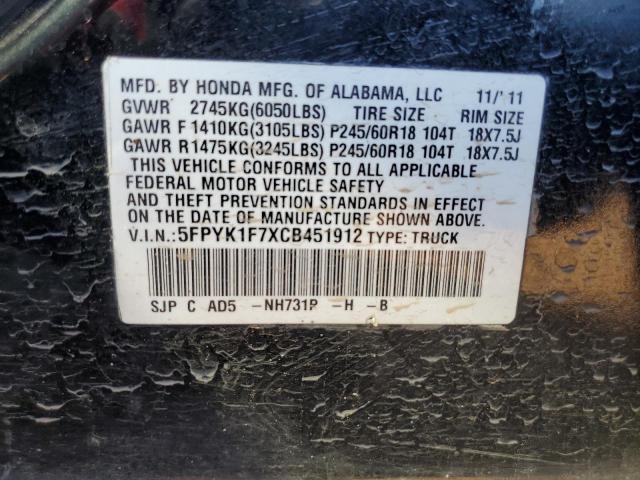 MFD. BY HONDA MFG. OF ALABAMA, LLC 11/'11
GVWR 2745KG(6050LBS) TIRE SIZE RIM SIZE
GAWR F 1410KG(3105LBS) P245/60R18 104T 18X7.5J
GAWR R 1475KG(3245LBS) P245/60R18 104T 18X7.5J
THIS VEHICLE CONFORMS TO ALL APPLICABLE
FEDERAL MOTOR VEHICLE SAFETY
AND THEFT PREVENTION STANDARDS IN EFFECT ON
THE DATE OF MANUFACTURE SHOWN ABOVE.
V.I.N.:5FPYK1F7XCB451912 TYPE: TRUCK
SJP C AD5 -NH731P -H -B